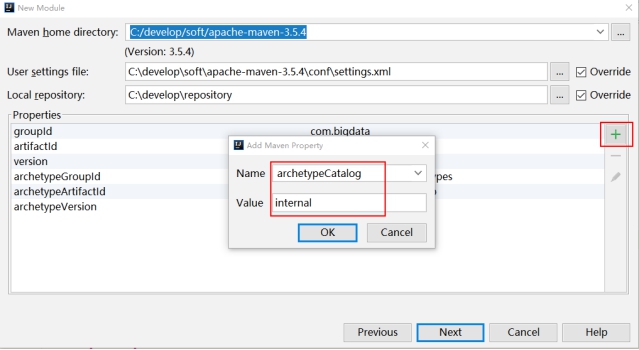 New Module
Maven home directory: C:/develop/soft/apache-maven-3.5.4 ...
(Version: 3.5.4)
User settings file: C:\develop\soft\apache-maven-3.5.4\conf\settings.xml ... Override
Local repository: C:\develop\repository ... Override
Properties
groupId com.bigdata
artifactId
version
archetypeGroupId
archetypeArtifactId
archetypeVersion
Add Maven Property
Name archetypeCatalog
Value internal
OK Cancel
Previous Next Cancel Help